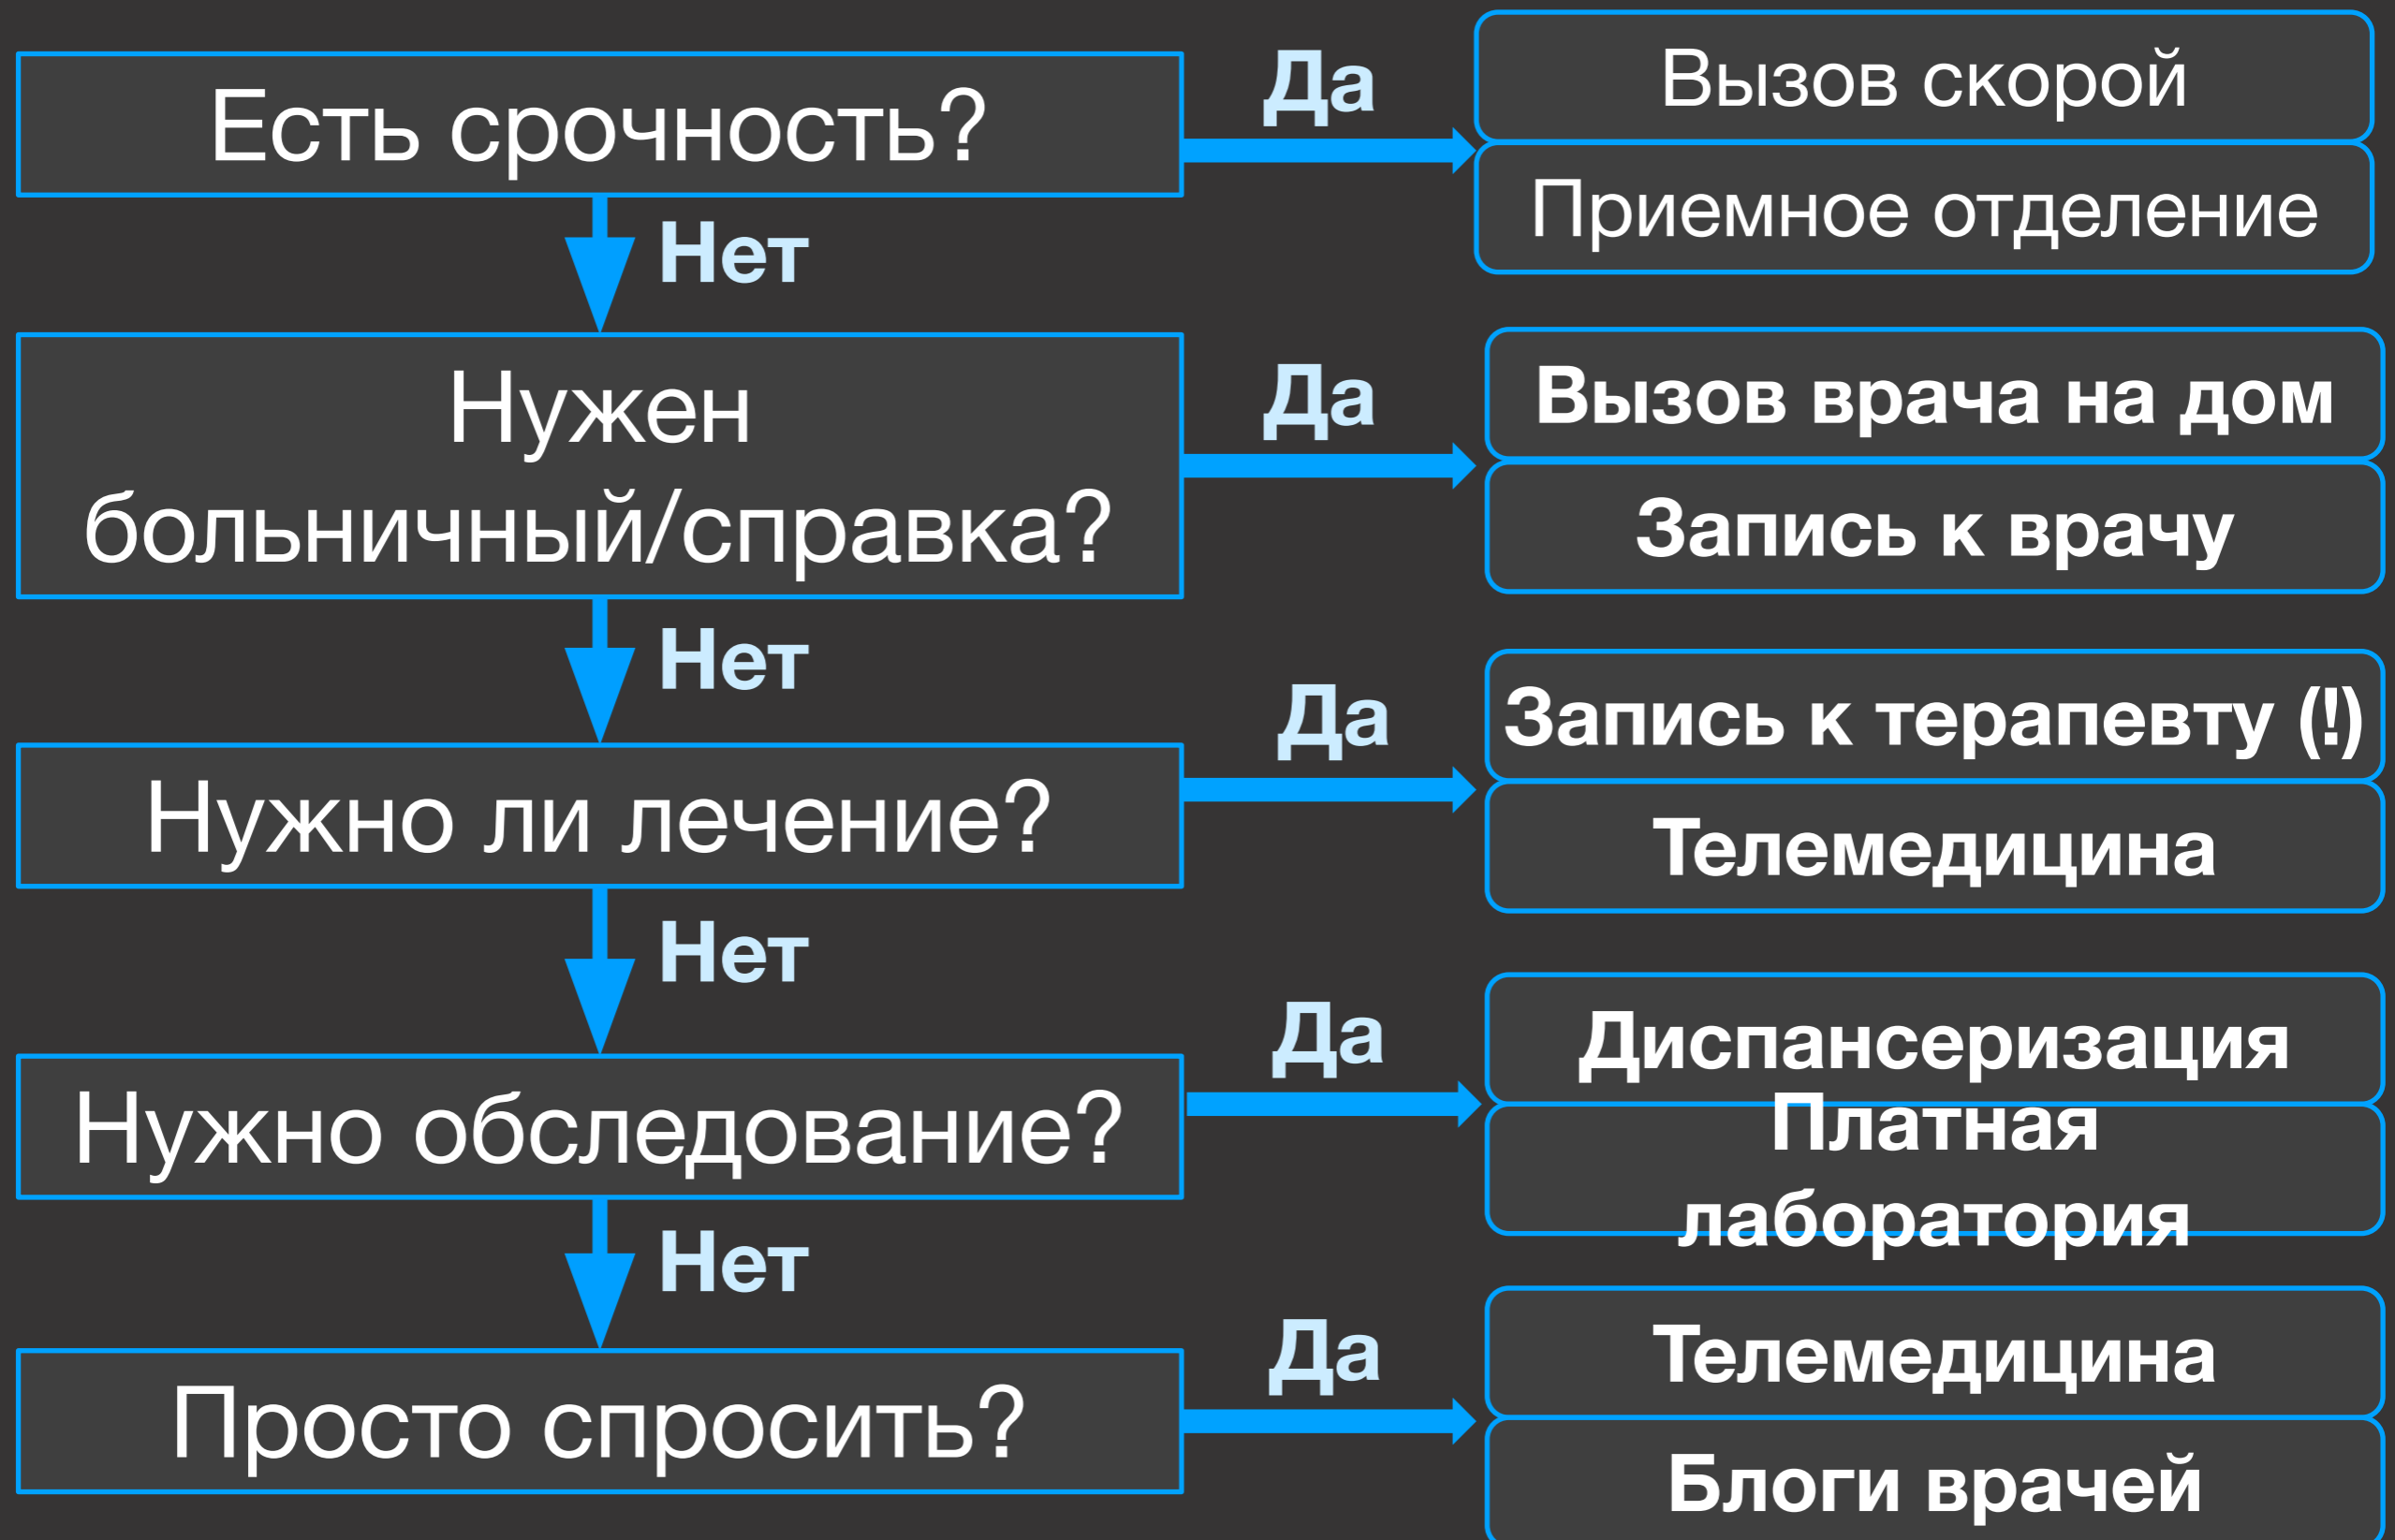 Есть срочность?
Да
Вызов скорой
Приемное отделение
Нет
Нужен
больничный/справка?
Да
Вызов врача на дом
Запись к врачу
Нет
Нужно ли лечение?
Да
Запись к терапевту (!)
Телемедицина
Нет
Нужно обследование?
Да
Диспансеризация
Платная
лаборатория
Нет
Просто спросить?
Да
Телемедицина
Блоги врачей